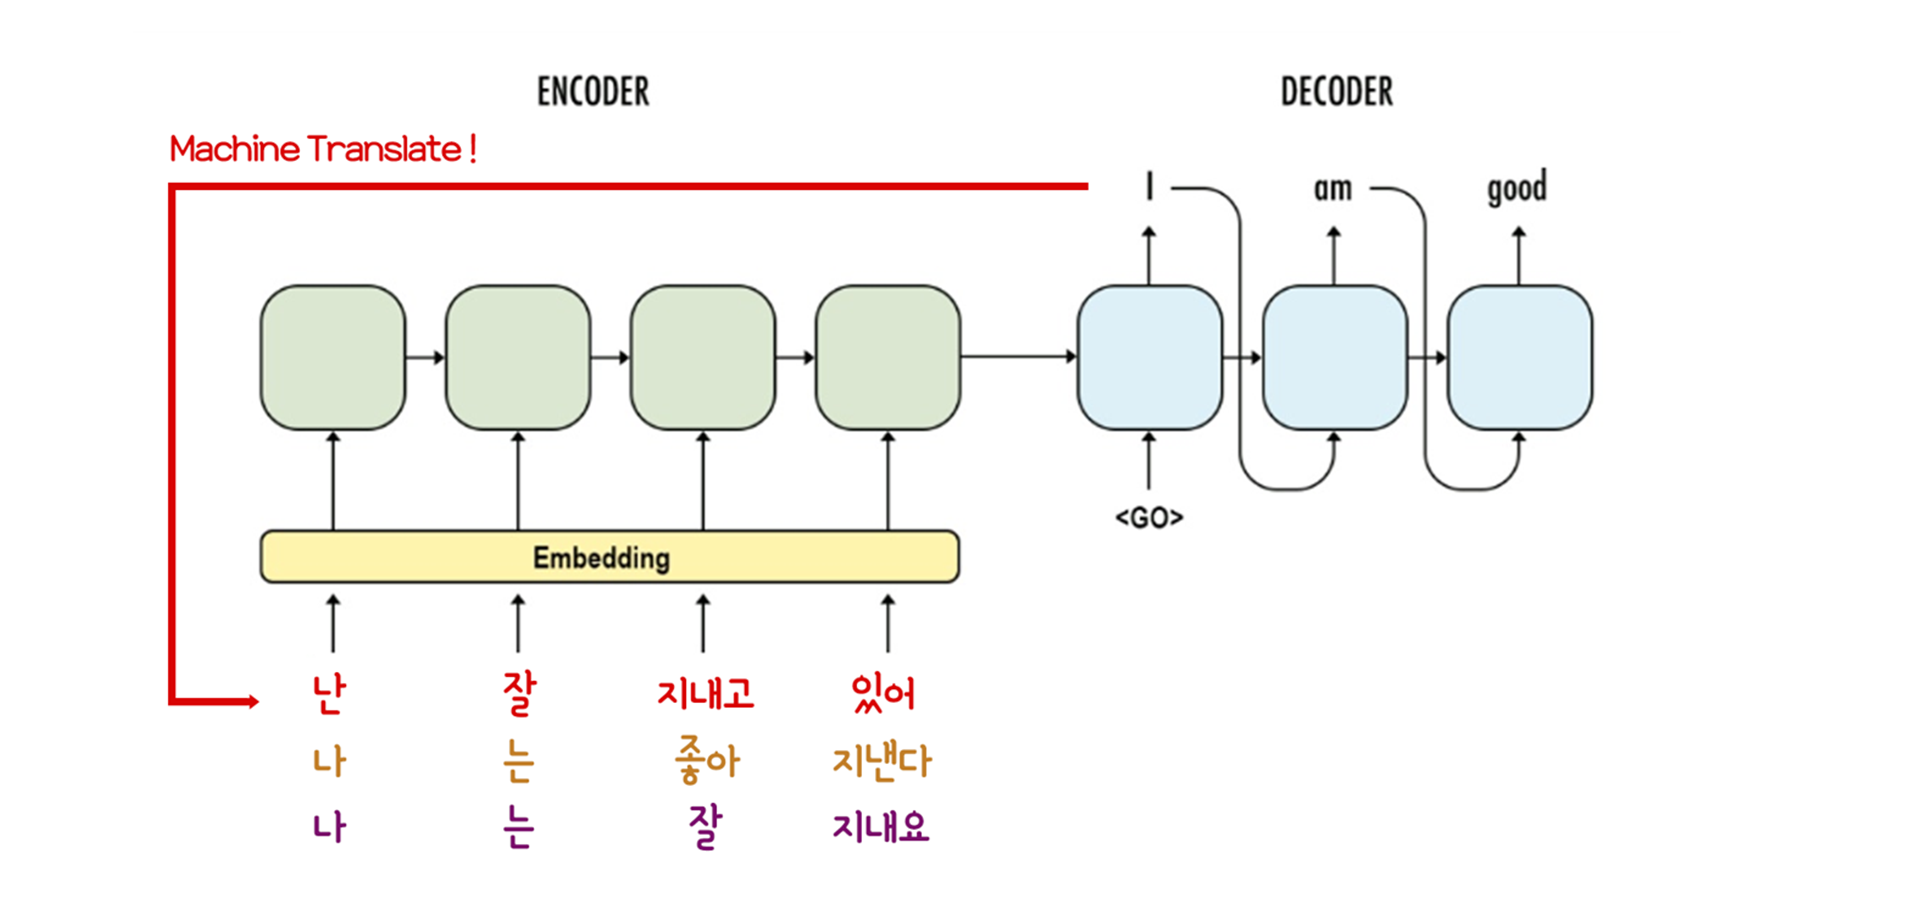 ENCODER DECODER
Machine Translate !
I am good
<GO>
Embedding
난 잘 지내고 있어
나 는 좋아 지낸다
나 는 잘 지내요